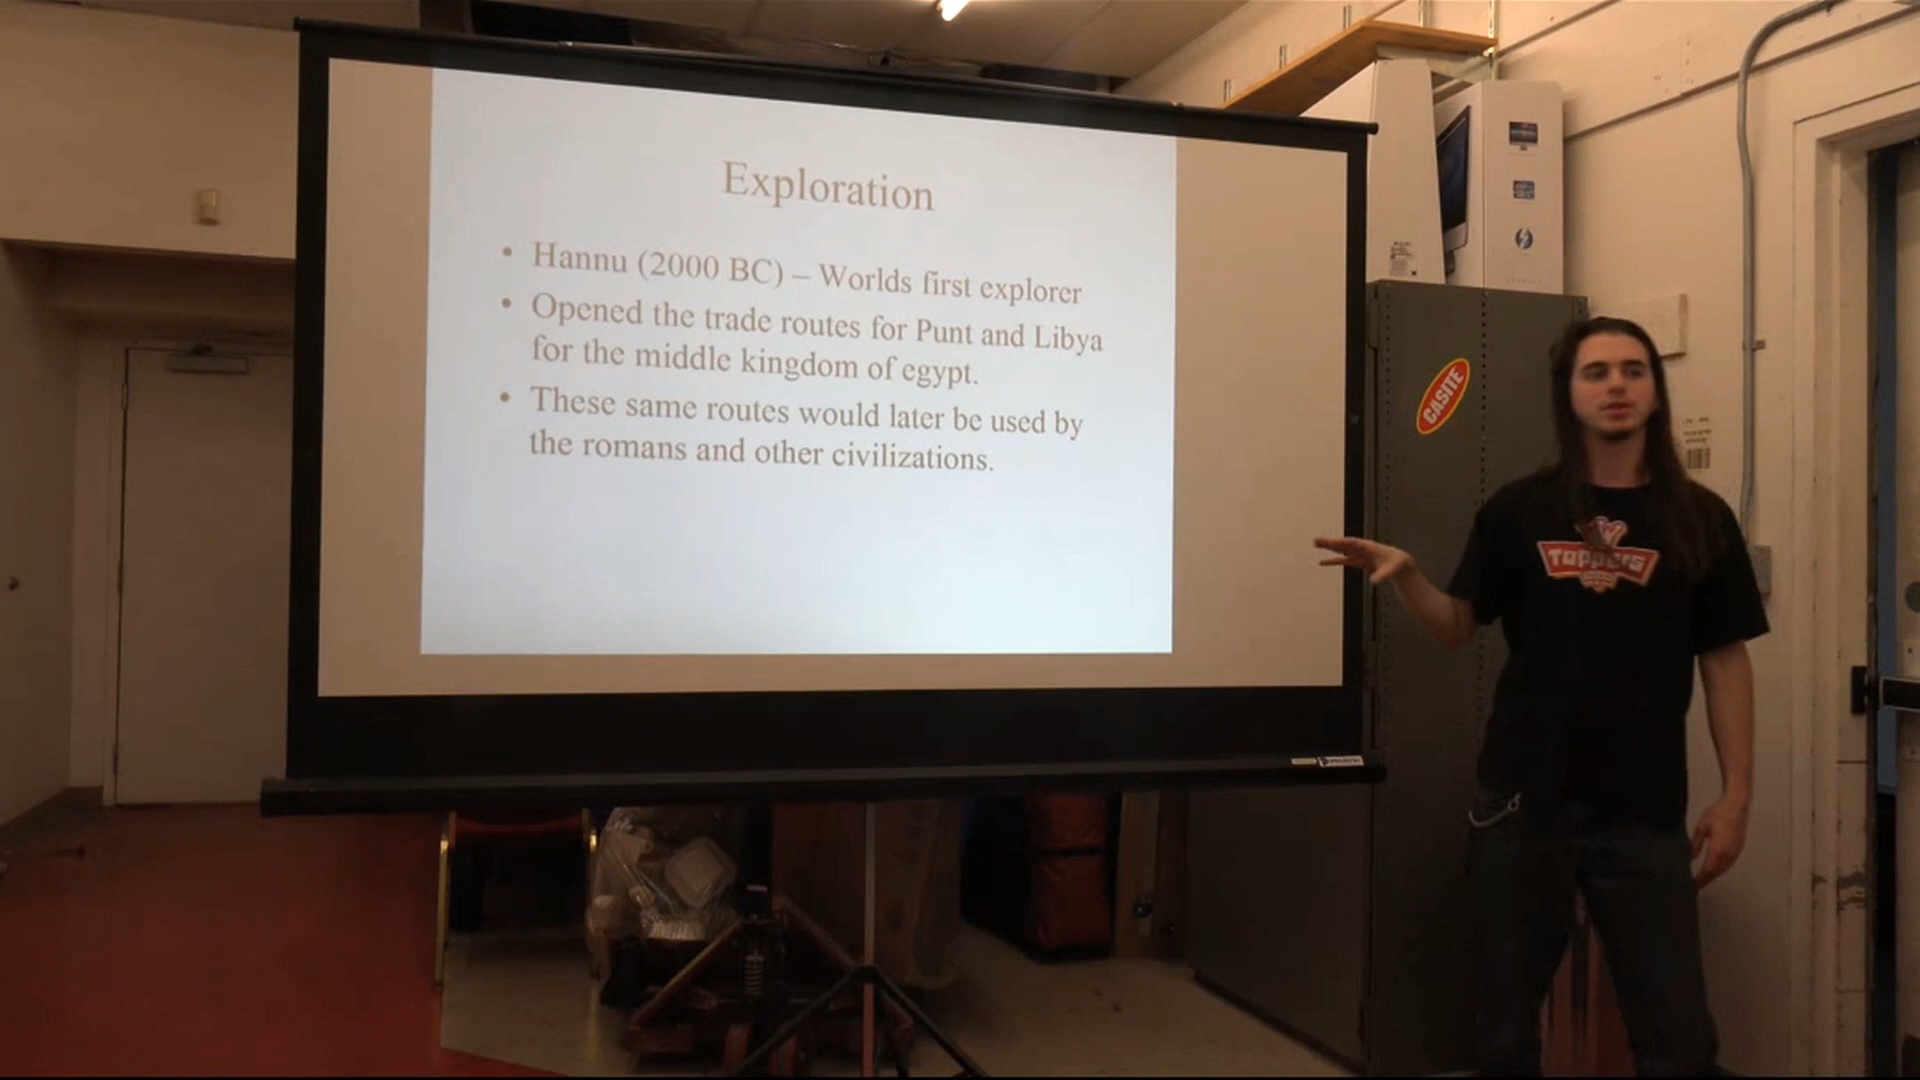 Exploration
• Hannu (2000 BC) – Worlds first explorer
• Opened the trade routes for Punt and Libya
for the middle kingdom of egypt.
• These same routes would later be used by
the romans and other civilizations.
CASITE
Toppers